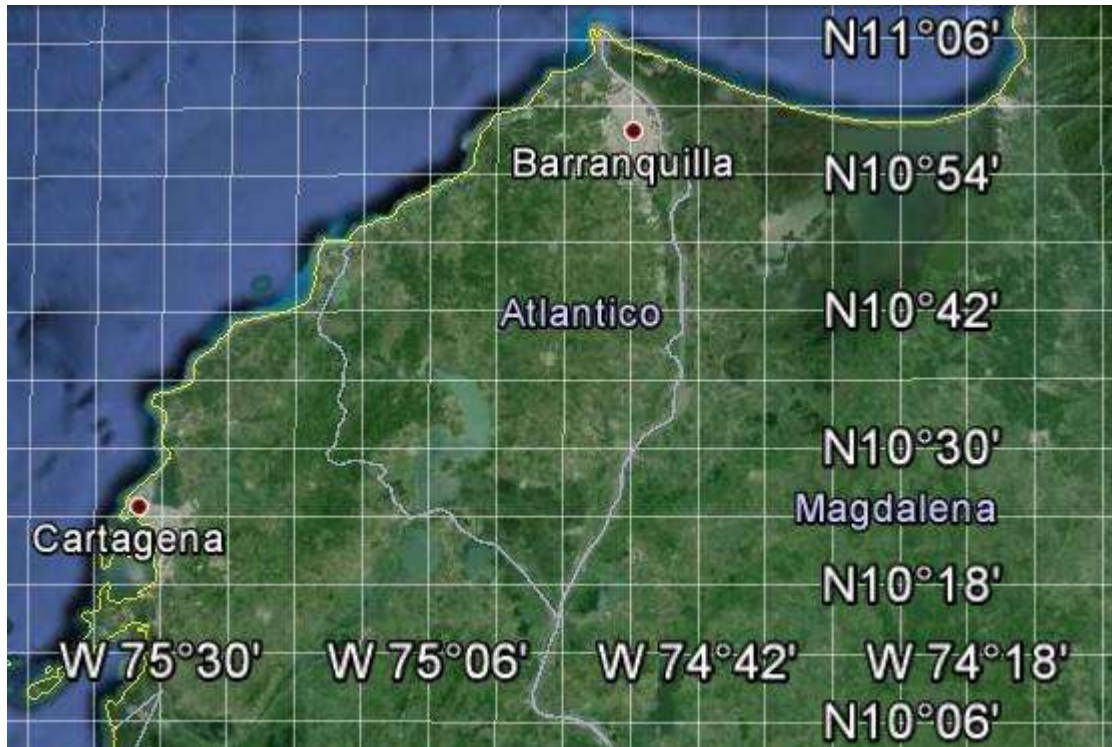 N11°06'
Barranquilla
N10°54'
Atlantico
N10°42'
N10°30'
Magdalena
Cartagena
N10°18'
W 75°30'
W 75°06'
W 74°42'
W 74°18'
N10°06'